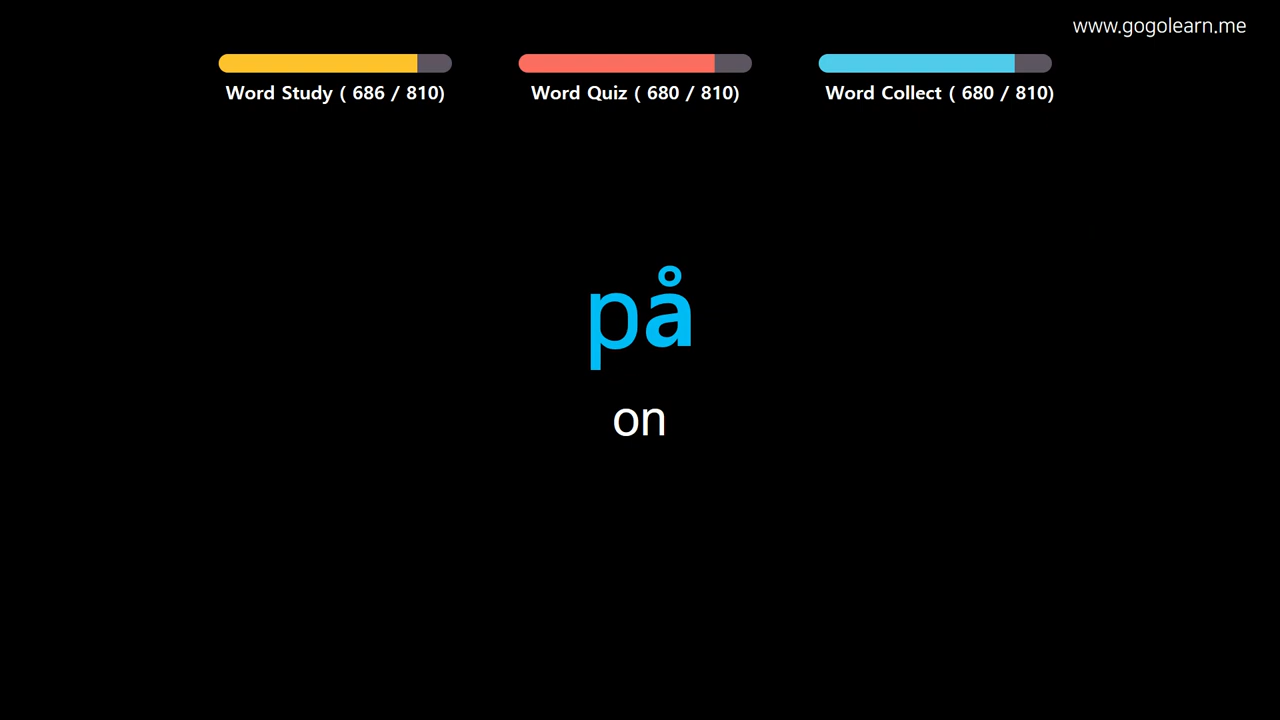 www.gogolearn.me
Word Study ( 686 / 810)
Word Quiz ( 680 / 810)
Word Collect ( 680 / 810)
på
on